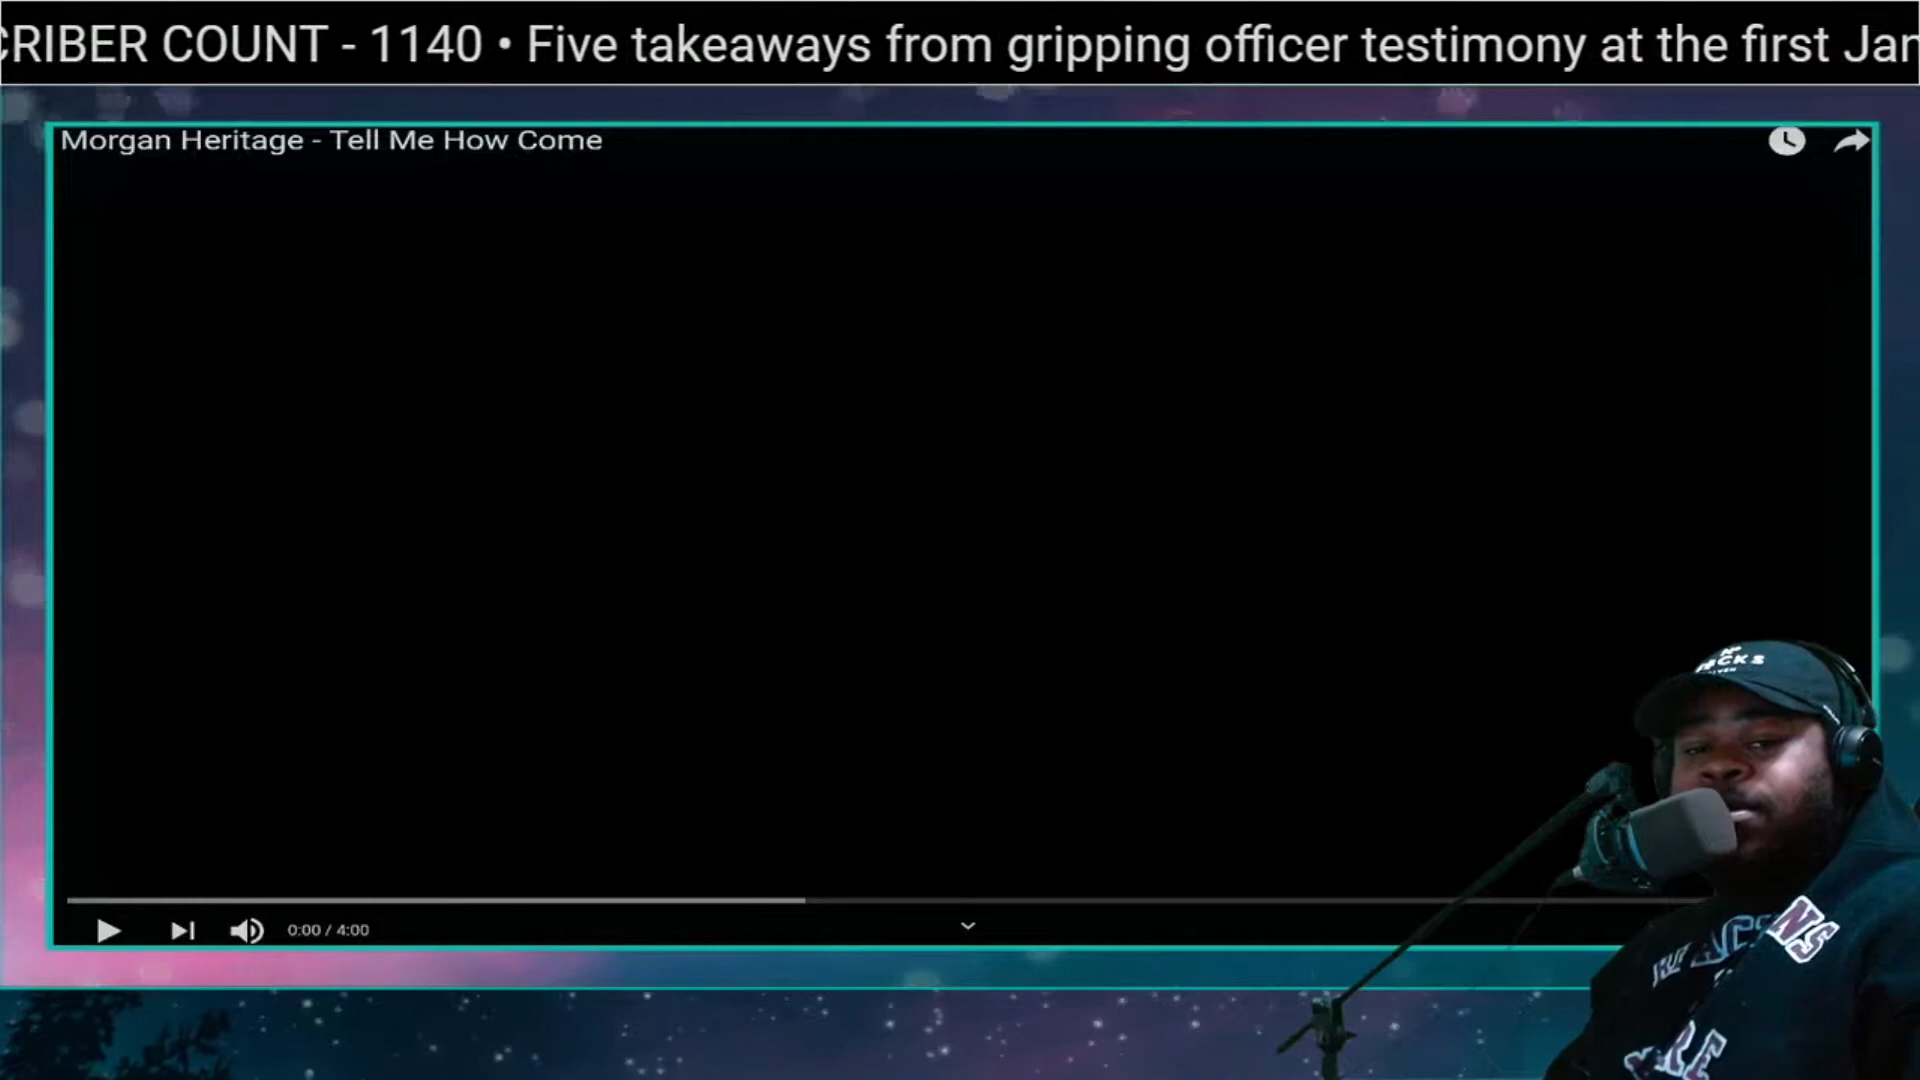 CRIBER COUNT - 1140 • Five takeaways from gripping officer testimony at the first Jan
Morgan Heritage - Tell Me How Come
0:00 / 4:00